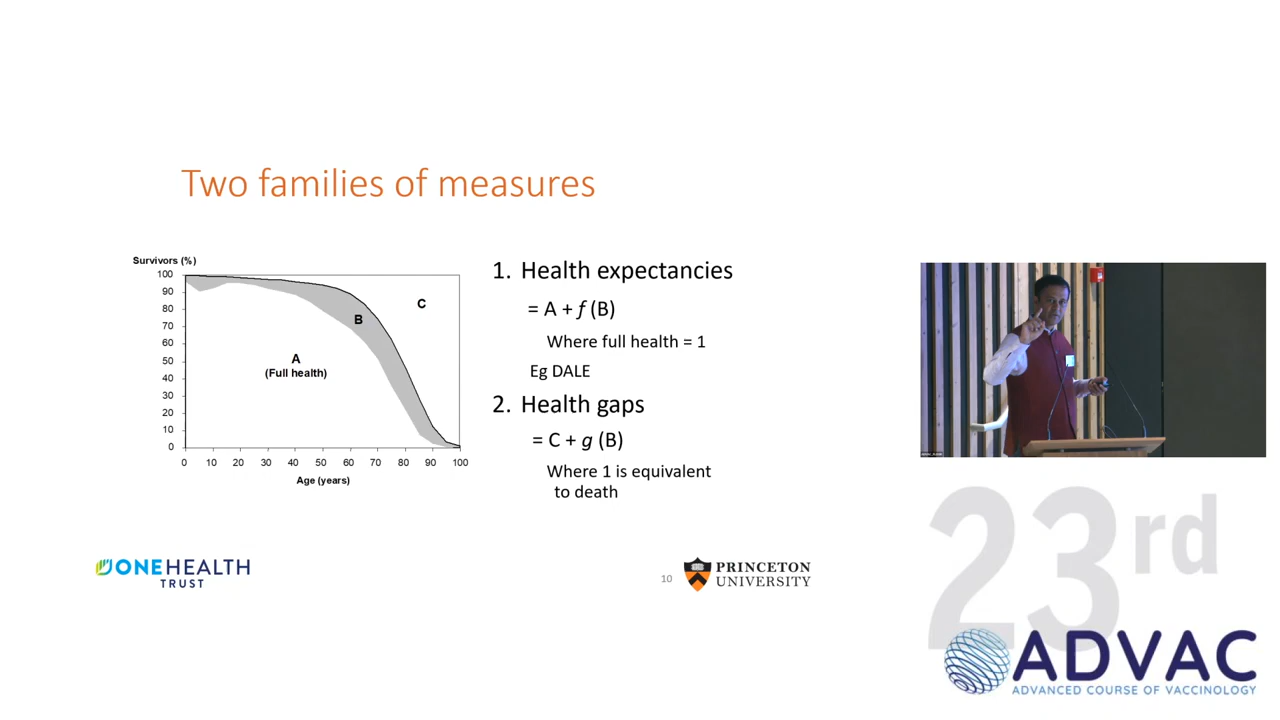 Two families of measures
Survivors (%)
100
90
80
70
60
50
40
30
20
10
0
A
(Full health)
B
C
0 10 20 30 40 50 60 70 80 90 100
Age (years)
1. Health expectancies
= A + f (B)
Where full health = 1
Eg DALE
2. Health gaps
= C + g (B)
Where 1 is equivalent
to death
ONEHEALTH
TRUST
10
PRINCETON
UNIVERSITY
23rd
ADVAC
ADVANCED COURSE OF VACCINOLOGY